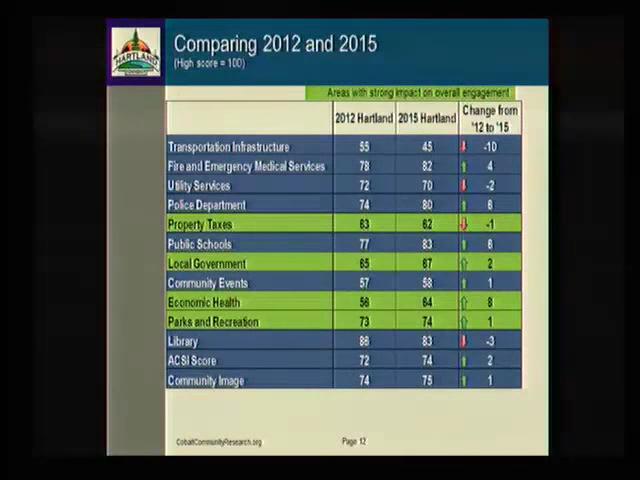 HARTLAND
Comparing 2012 and 2015
(High score = 100)
Areas with strong impact on overall engagement
2012 Hartland 2015 Hartland Change from '12 to '15
Transportation Infrastructure 55 45 -10
Fire and Emergency Medical Services 78 82 4
Utility Services 72 70 -2
Police Department 74 80 6
Property Taxes 63 62 -1
Public Schools 77 83 6
Local Government 65 67 2
Community Events 57 58 1
Economic Health 56 64 8
Parks and Recreation 73 74 1
Library 86 83 -3
ACSI Score 72 74 2
Community Image 74 75 1
CobaltCommunityResearch.org Page 12